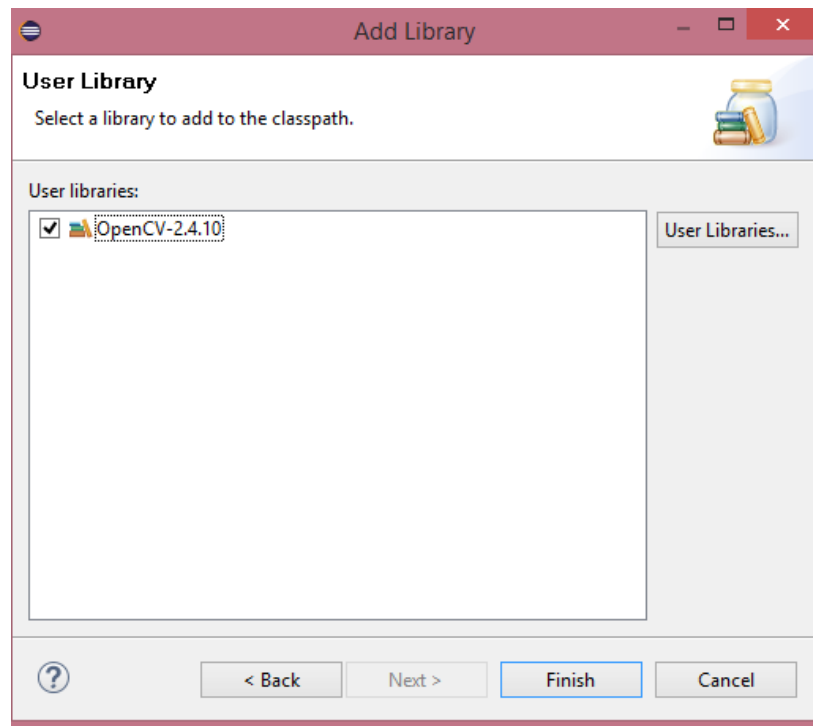 Add Library
User Library
Select a library to add to the classpath.
User libraries:
OpenCV-2.4.10
User Libraries...
?
< Back
Next >
Finish
Cancel